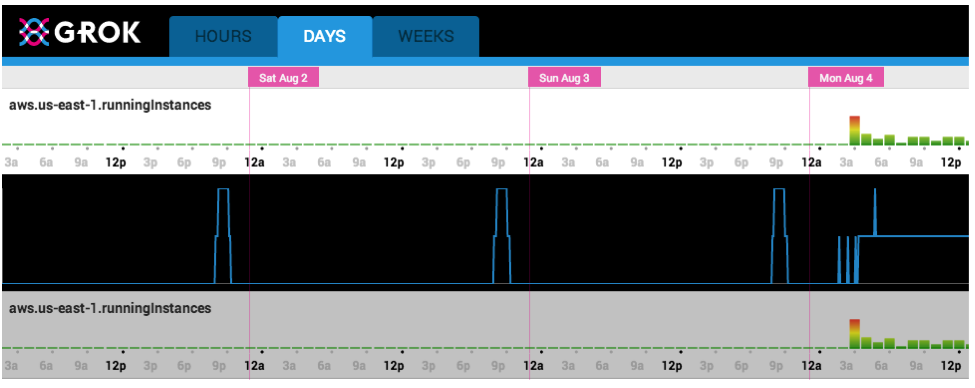 GROK HOURS DAYS WEEKS
Sat Aug 2 Sun Aug 3 Mon Aug 4
aws.us-east-1.runningInstances
3a 6a 9a 12p 3p 6p 9p 12a 3a 6a 9a 12p 3p 6p 9p 12a 3a 6a 9a 12p 3p 6p 9p 12a 3a 6a 9a 12p
aws.us-east-1.runningInstances
3a 6a 9a 12p 3p 6p 9p 12a 3a 6a 9a 12p 3p 6p 9p 12a 3a 6a 9a 12p 3p 6p 9p 12a 3a 6a 9a 12p